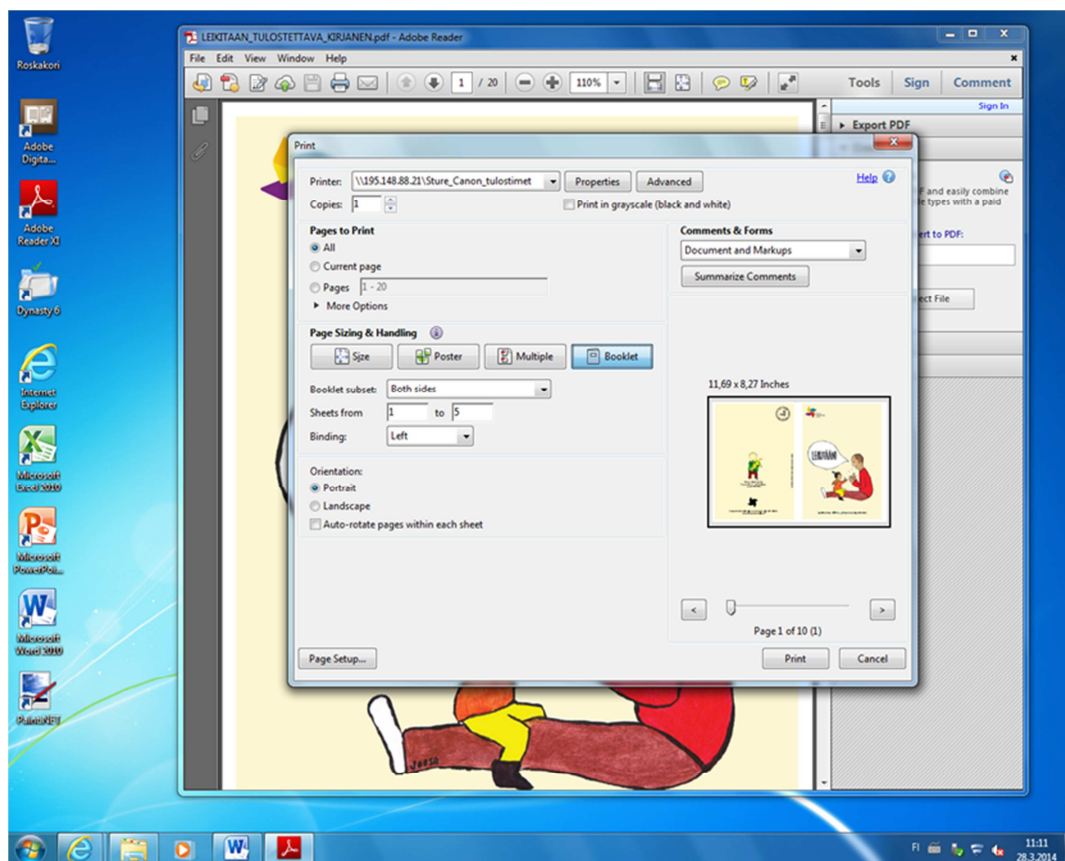 Roskakori
Adobe
Digita...
Adobe
Reader XI
Dynasty 6
Internet
Explorer
Microsoft
Excel 2010
Microsoft
PowerPoi...
Microsoft
Word 2010
Paint.NET
LEIKITAAN_TULOSTETTAVA_KIRJANEN.pdf - Adobe Reader
File Edit View Window Help
1 / 20 110% Tools Sign Comment
Sign In
Export PDF
F and easily combine
le types with a paid
ert to PDF:
ect File
Print
Printer: \\195.148.88.21\Sture_Canon_tulostimet Properties Advanced Help
Copies: 1 Print in grayscale (black and white)
Pages to Print
All
Current page
Pages 1 - 20
More Options
Comments & Forms
Document and Markups
Summarize Comments
Page Sizing & Handling
Size Poster Multiple Booklet
Booklet subset: Both sides
Sheets from 1 to 5
Binding: Left
Orientation:
Portrait
Landscape
Auto-rotate pages within each sheet
11,69 x 8,27 Inches
LEIKITÄÄN!
< >
Page 1 of 10 (1)
Page Setup... Print Cancel
FI 11:11
28.3.2014